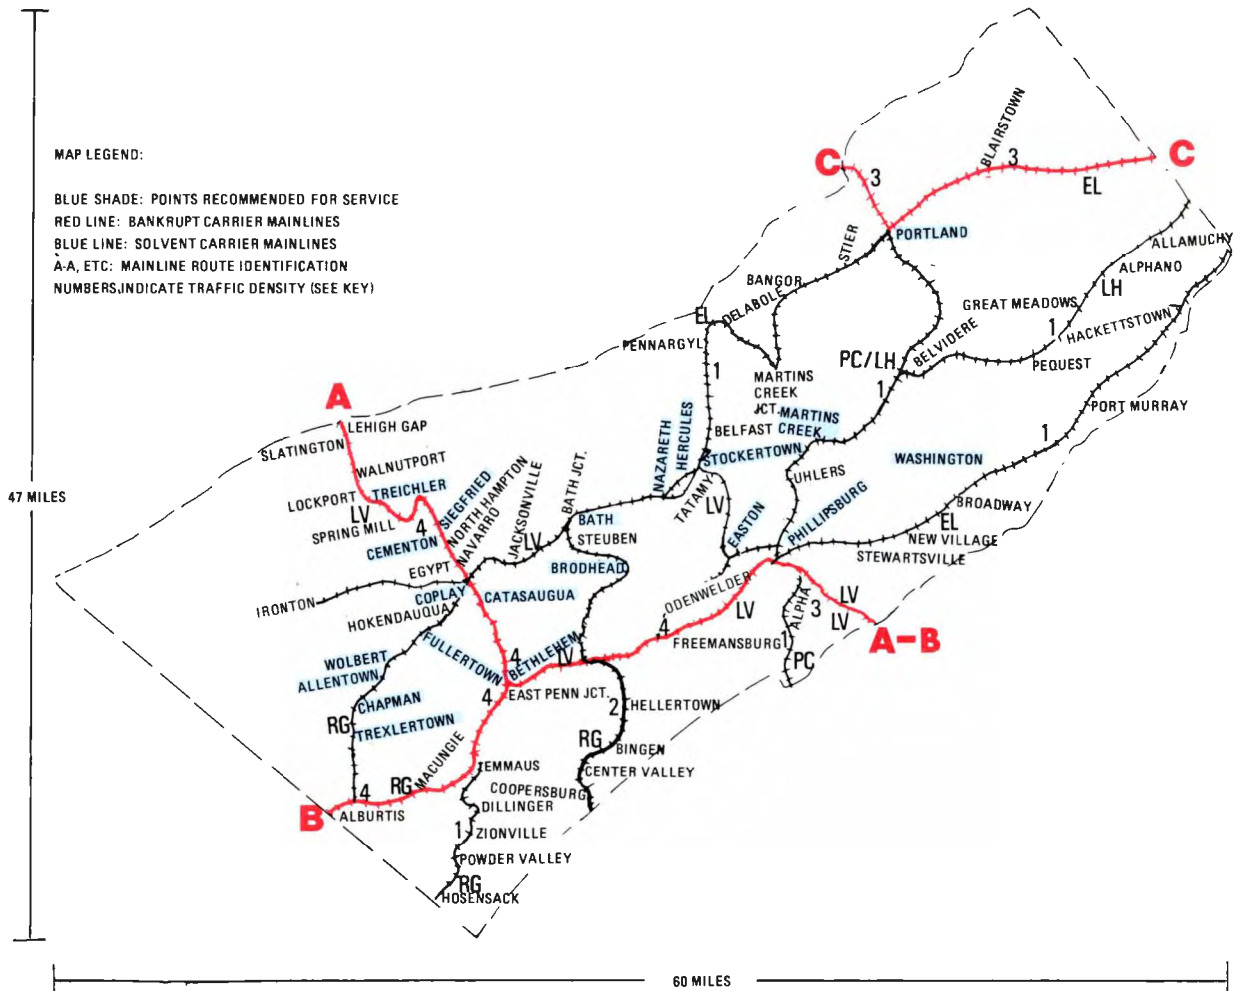 MAP LEGEND:
BLUE SHADE: POINTS RECOMMENDED FOR SERVICE
RED LINE: BANKRUPT CARRIER MAINLINES
BLUE LINE: SOLVENT CARRIER MAINLINES
A-A, ETC: MAINLINE ROUTE IDENTIFICATION
NUMBERS,INDICATE TRAFFIC DENSITY (SEE KEY)
47 MILES
60 MILES
C
3
BLAIRSTOWN
3
EL
C
STIER
PORTLAND
BANGOR
DELABOLE
EL
PENNARGYL
1
ALLAMUCHY
ALPHANO
LH
GREAT MEADOWS
1
HACKETTSTOWN
BELVIDERE
PC/LH
PEQUEST
1
PORT MURRAY
1
MARTINS
CREEK
JCT.
MARTINS
CREEK
BELFAST
NAZARETH
HERCULES
STOCKERTOWN
UHLERS
WASHINGTON
TATAMY
LV
EASTON
PHILLIPSBURG
BROADWAY
EL
NEW VILLAGE
STEWARTSVILLE
A
LEHIGH GAP
SLATINGTON
WALNUTPORT
TREICHLER
LOCKPORT
LV
SPRING MILL
4
SIEGFRIED
NORTH HAMPTON
NAVARRO
CEMENTON
JACKSONVILLE
LV
BATH JCT.
BATH
STEUBEN
BRODHEAD
EGYPT
COPLAY
CATASAUGUA
IRONTON
HOKENDAUQUA
FULLERTOWN
4
BETHLEHEM
LV
ODENWELDER
LV
4
FREEMANSBURG
ALPHA
3
LV
LV
A-B
1
PC
WOLBERT
ALLENTOWN
CHAPMAN
RG
TREXLERTOWN
4
EAST PENN JCT.
2
HELLERTOWN
RG
BINGEN
CENTER VALLEY
COOPERSBURG
MACUNGIE
RG
4
B
ALBURTIS
EMMAUS
DILLINGER
1
ZIONVILLE
POWDER VALLEY
RG
HOSENSACK